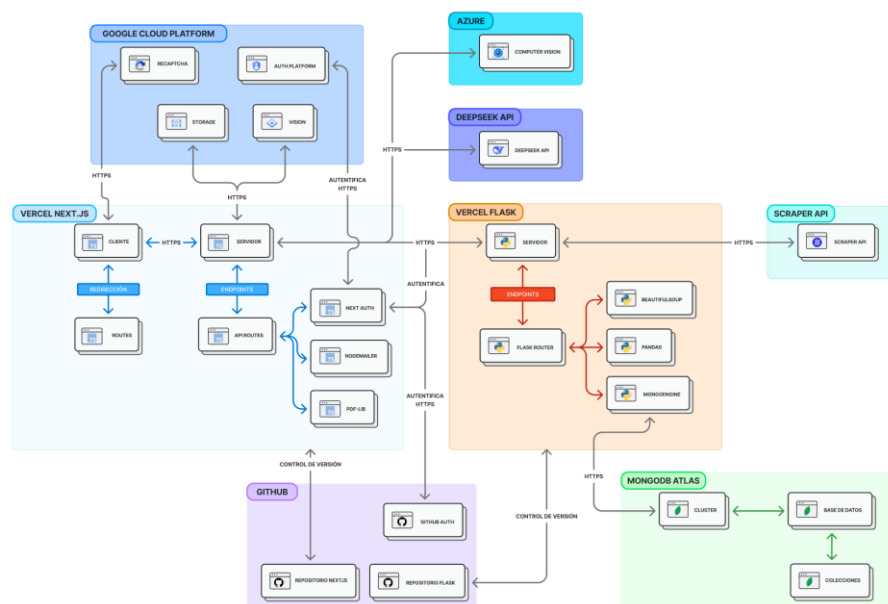 GOOGLE CLOUD PLATFORM
RECAPTCHA
AUTH PLATFORM
STORAGE
VISION
AZURE
COMPUTER VISION
DEEPSEEK API
DEEPSEEK API
HTTPS
HTTPS
HTTPS
AUTENTIFICA
HTTPS
VERCEL NEXT.JS
CLIENTE
HTTPS
SERVIDOR
REDIRECCIÓN
ENDPOINTS
ROUTES
API ROUTES
NEXT AUTH
NODEMAILER
PDF-LIB
HTTPS
AUTENTIFICA
AUTENTIFICA
HTTPS
VERCEL FLASK
SERVIDOR
ENDPOINTS
FLASK ROUTER
BEAUTIFULSOUP
PANDAS
MONGOENGINE
HTTPS
SCRAPER API
SCRAPER API
CONTROL DE VERSIÓN
GITHUB
GITHUB AUTH
REPOSITORIO NEXT.JS
REPOSITORIO FLASK
CONTROL DE VERSIÓN
HTTPS
MONGODB ATLAS
CLUSTER
BASE DE DATOS
COLECCIONES